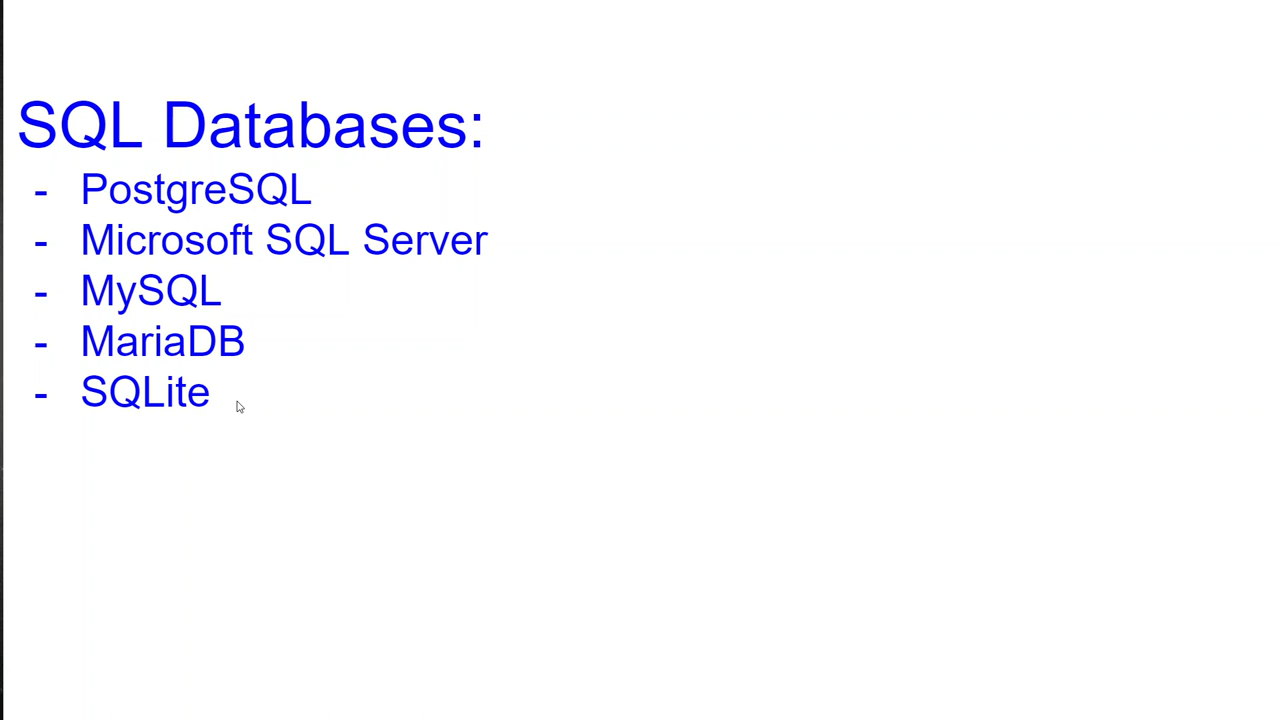 SQL Databases:
- PostgreSQL
- Microsoft SQL Server
- MySQL
- MariaDB
- SQLite